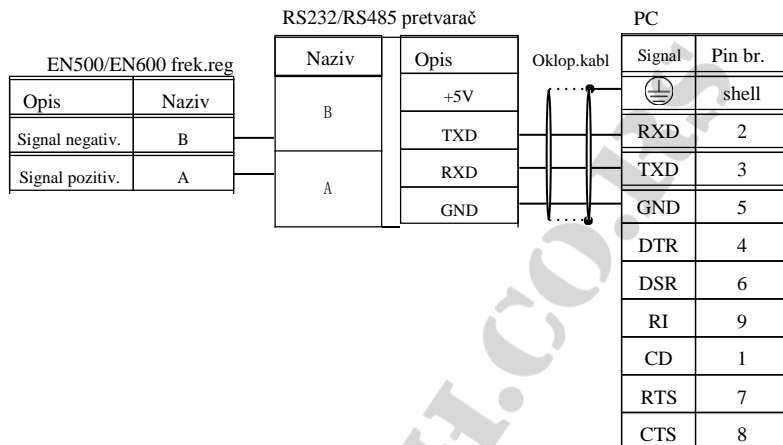 RS232/RS485 pretvarač
PC
EN500/EN600 frek.reg
Naziv
Opis
Oklop.kabl
Signal
Pin br.
Opis
Naziv
B
+5V
shell
Signal negativ.
B
TXD
RXD
2
Signal pozitiv.
A
A
RXD
TXD
3
GND
GND
5
DTR
4
DSR
6
RI
9
CD
1
RTS
7
CTS
8
H.CO.RS